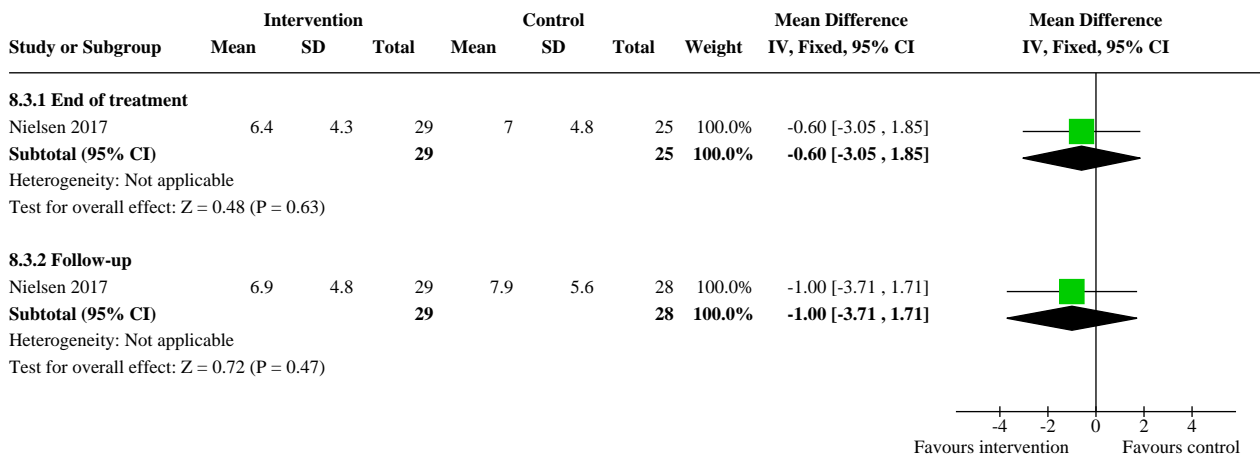 Intervention Control Mean Difference Mean Difference
Study or Subgroup Mean SD Total Mean SD Total Weight IV, Fixed, 95% CI IV, Fixed, 95% CI
8.3.1 End of treatment
Nielsen 2017 6.4 4.3 29 7 4.8 25 100.0% -0.60 [-3.05 , 1.85]
Subtotal (95% CI) 29 25 100.0% -0.60 [-3.05 , 1.85]
Heterogeneity: Not applicable
Test for overall effect: Z = 0.48 (P = 0.63)
8.3.2 Follow-up
Nielsen 2017 6.9 4.8 29 7.9 5.6 28 100.0% -1.00 [-3.71 , 1.71]
Subtotal (95% CI) 29 28 100.0% -1.00 [-3.71 , 1.71]
Heterogeneity: Not applicable
Test for overall effect: Z = 0.72 (P = 0.47)
-4 -2 0 2 4
Favours intervention Favours control